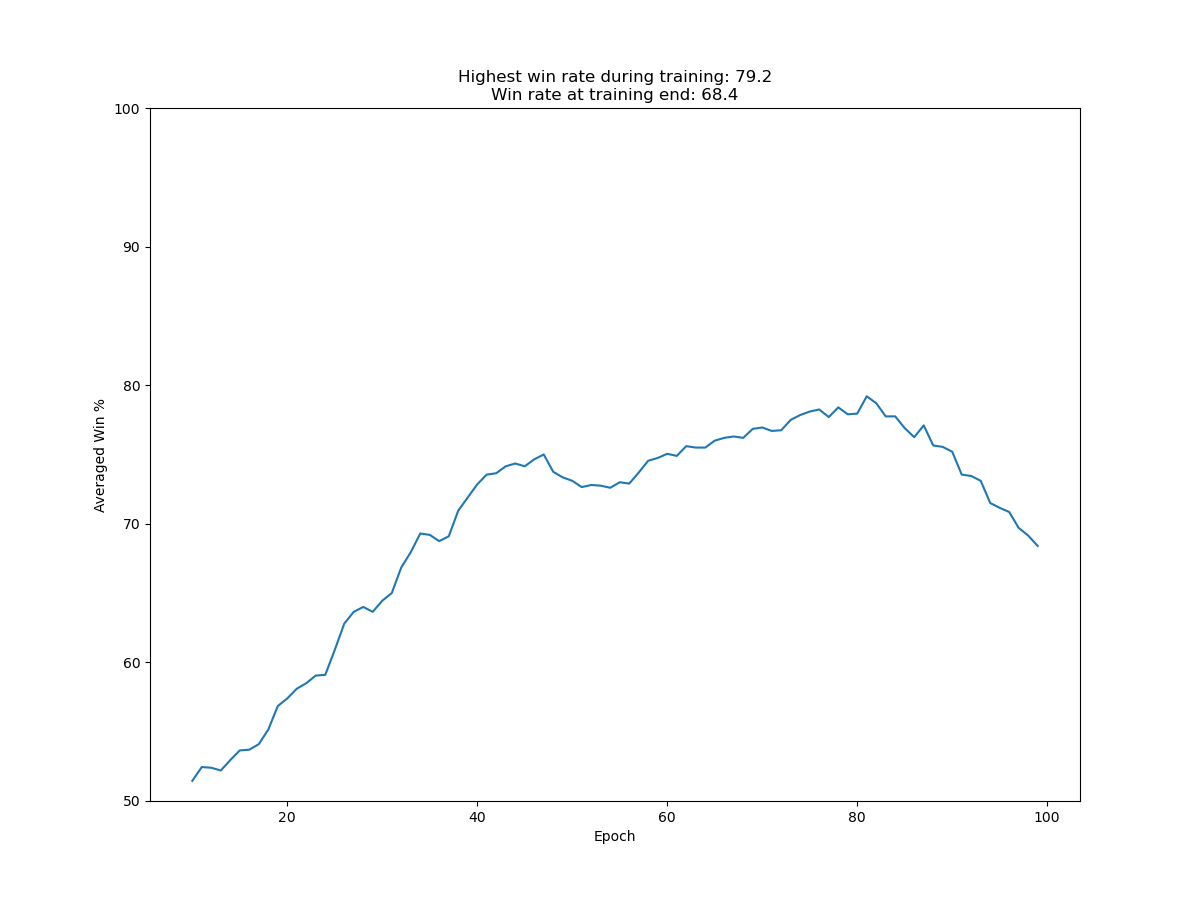 Highest win rate during training: 79.2
Win rate at training end: 68.4
100
90
80
70
60
50
Averaged Win %
20 40 60 80 100
Epoch